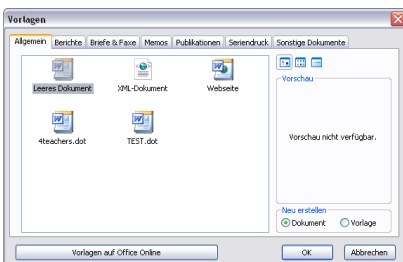 Vorlagen
Allgemein Berichte Briefe & Faxe Memos Publikationen Seriendruck Sonstige Dokumente
Leeres Dokument XML-Dokument Webseite
4teachers.dot TEST.dot
Vorschau
Vorschau nicht verfügbar.
Neu erstellen
Dokument Vorlage
Vorlagen auf Office Online OK Abbrechen